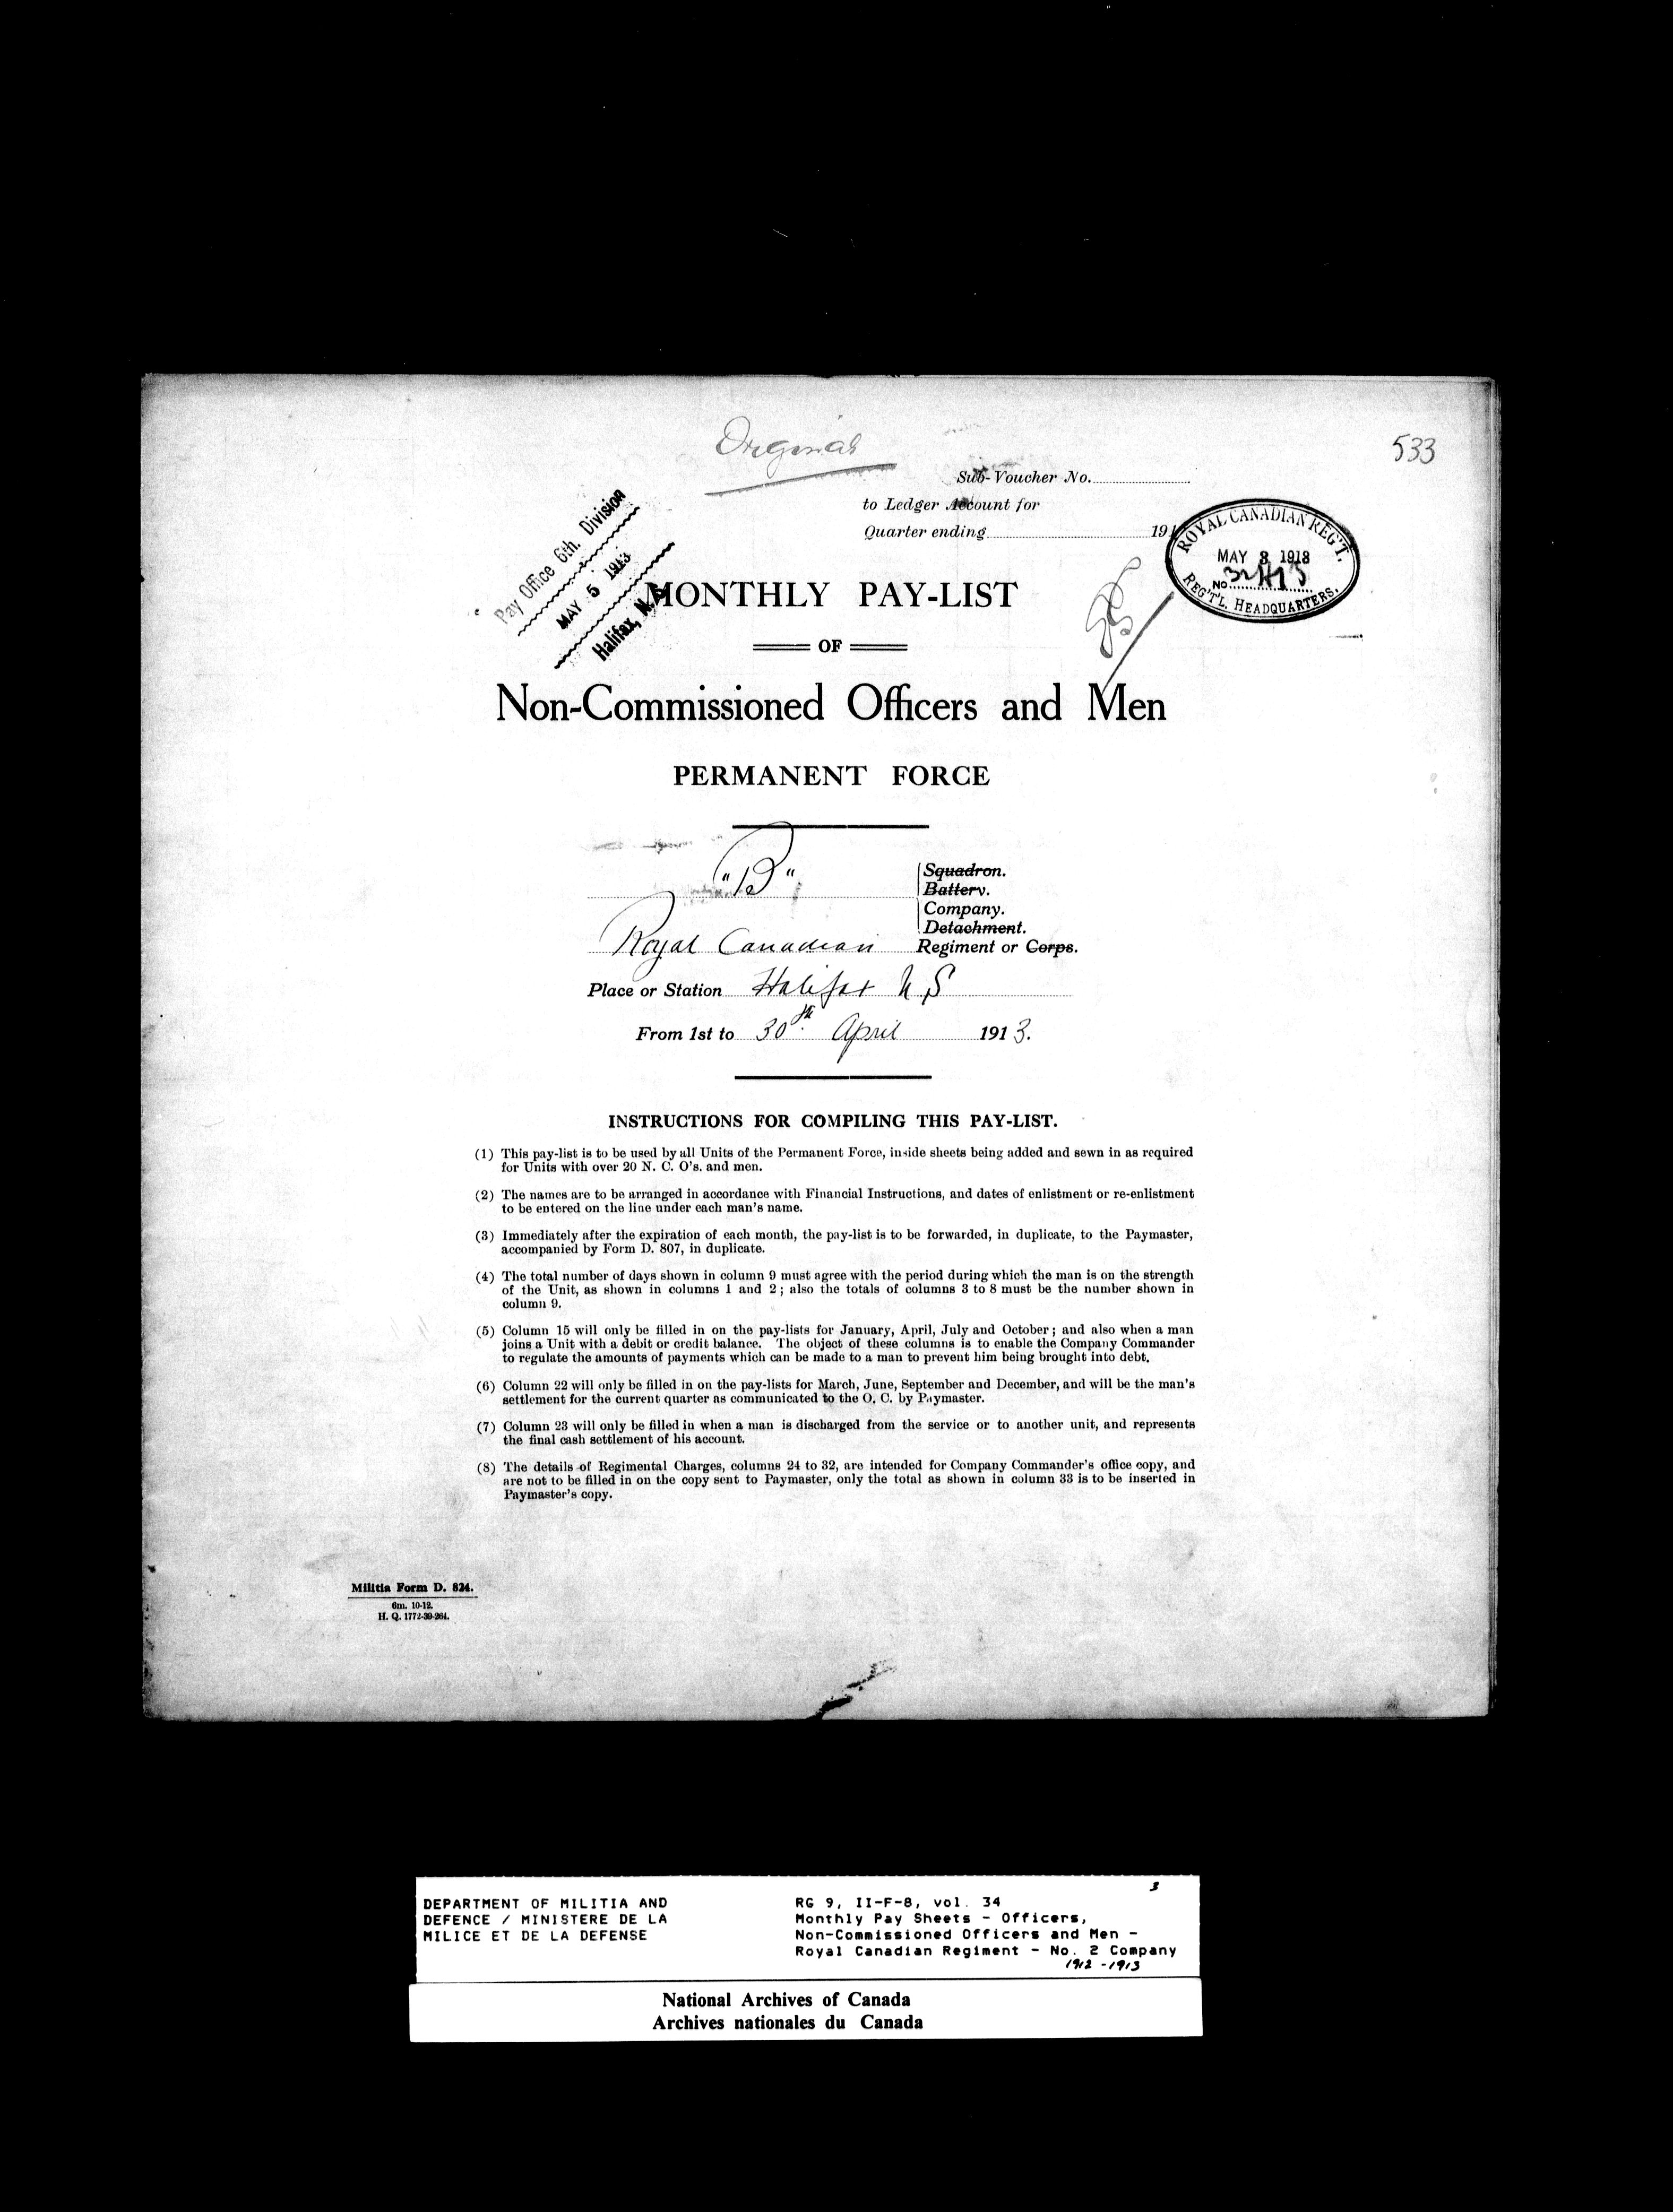 Original
533
Sub-Voucher No.
to Ledger Account for
Quarter ending 191
Pay Office 6th. Division
MAY 5 1913
Halifax, N.S.
ROYAL CANADIAN REG'T.
MAY 3 1913
No.
REG'T'L. HEADQUARTERS.
MONTHLY PAY-LIST
OF
Non-Commissioned Officers and Men
PERMANENT FORCE
"B"
Squadron.
Battery.
Company.
Detachment.
Royal Canadian Regiment or Corps.
Place or Station Halifax N.S
From 1st to 30th. April 1913.
INSTRUCTIONS FOR COMPILING THIS PAY-LIST.
(1) This pay-list is to be used by all Units of the Permanent Force, inside sheets being added and sewn in as required
for Units with over 20 N. C. O's. and men.
(2) The names are to be arranged in accordance with Financial Instructions, and dates of enlistment or re-enlistment
to be entered on the line under each man's name.
(3) Immediately after the expiration of each month, the pay-list is to be forwarded, in duplicate, to the Paymaster,
accompanied by Form D. 807, in duplicate.
(4) The total number of days shown in column 9 must agree with the period during which the man is on the strength
of the Unit, as shown in columns 1 and 2; also the totals of columns 3 to 8 must be the number shown in
column 9.
(5) Column 15 will only be filled in on the pay-lists for January, April, July and October; and also when a man
joins a Unit with a debit or credit balance. The object of these columns is to enable the Company Commander
to regulate the amounts of payments which can be made to a man to prevent him being brought into debt.
(6) Column 22 will only be filled in on the pay-lists for March, June, September and December, and will be the man's
settlement for the current quarter as communicated to the O. C. by Paymaster.
(7) Column 23 will only be filled in when a man is discharged from the service or to another unit, and represents
the final cash settlement of his account.
(8) The details of Regimental Charges, columns 24 to 32, are intended for Company Commander's office copy, and
are not to be filled in on the copy sent to Paymaster, only the total as shown in column 33 is to be inserted in
Paymaster's copy.
Militia Form D. 824.
6m. 10-12.
H. Q. 1772-39-264.
3
DEPARTMENT OF MILITIA AND
DEFENCE / MINISTERE DE LA
MILICE ET DE LA DEFENSE
RG 9, II-F-8, vol. 34
Monthly Pay Sheets - Officers,
Non-Commissioned Officers and Men -
Royal Canadian Regiment - No. 2 Company
1912-1913
National Archives of Canada
Archives nationales du Canada